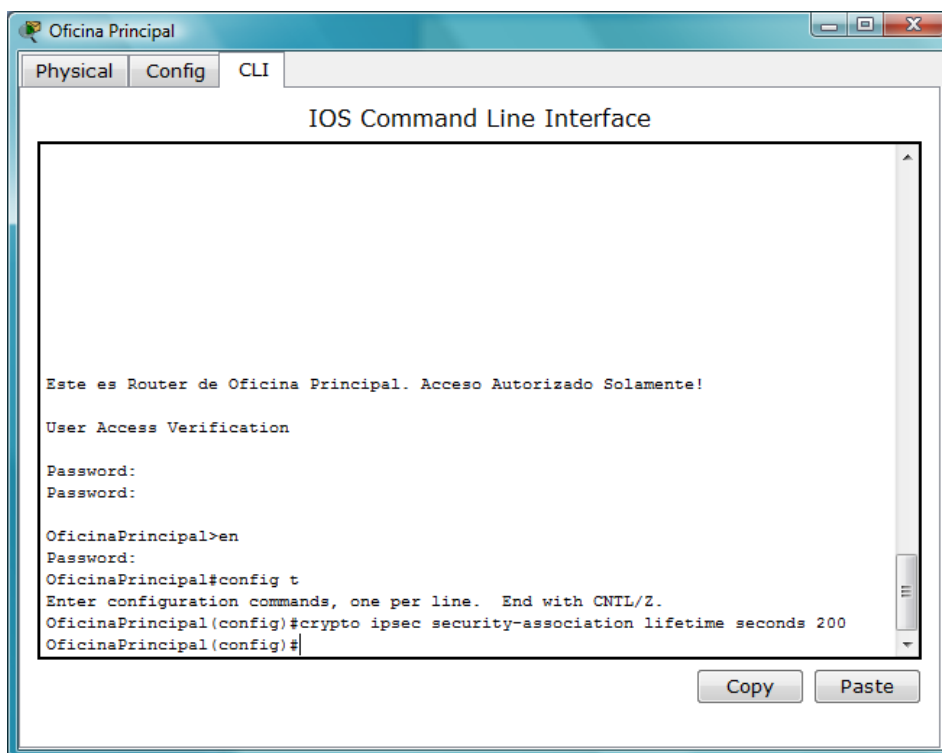 Oficina Principal
Physical Config CLI
IOS Command Line Interface
Este es Router de Oficina Principal. Acceso Autorizado Solamente!
User Access Verification
Password:
Password:
OficinaPrincipal>en
Password:
OficinaPrincipal#config t
Enter configuration commands, one per line.  End with CNTL/Z.
OficinaPrincipal(config)#crypto ipsec security-association lifetime seconds 200
OficinaPrincipal(config)#
Copy Paste